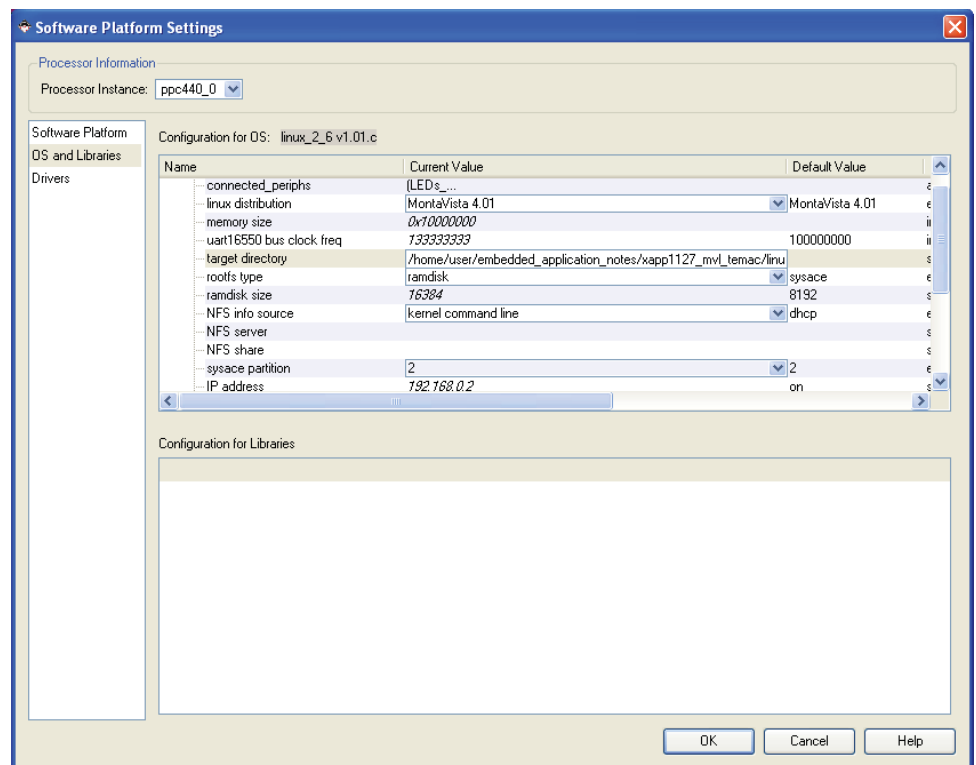 Software Platform Settings
Processor Information
Processor Instance: ppc440_0
Software Platform
OS and Libraries
Drivers
Configuration for OS: linux_2_6 v1.01.c
Name Current Value Default Value
connected_periphs (LEDs_...
linux distribution MontaVista 4.01 MontaVista 4.01
memory size 0x10000000
uart16550 bus clock freq 133333333 100000000
target directory /home/user/embedded_application_notes/xapp1127_mvl_temac/linu
rootfs type ramdisk sysace
ramdisk size 16384 8192
NFS info source kernel command line dhcp
NFS server
NFS share
sysace partition 2 2
IP address 192.168.0.2 on
Configuration for Libraries
OK Cancel Help